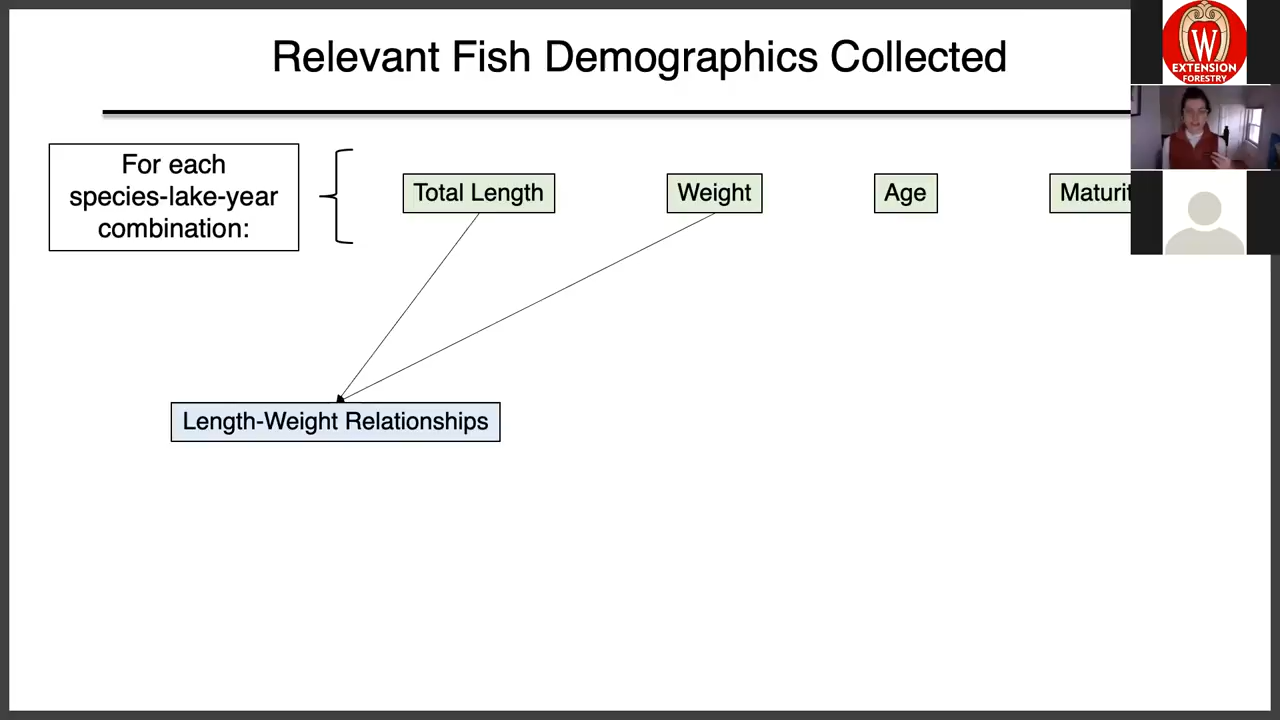 Relevant Fish Demographics Collected
W
EXTENSION
FORESTRY
For each
species-lake-year
combination:
Total Length
Weight
Age
Maturit
Length-Weight Relationships